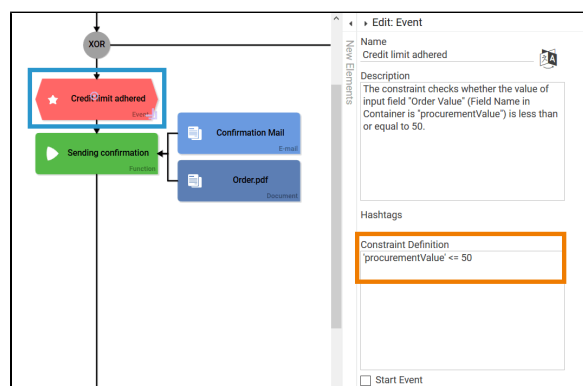 XOR
Credit limit adhered
Event
Sending confirmation
Function
Confirmation Mail
E-mail
Order.pdf
Document
New Elements
Edit: Event
Name
Credit limit adhered
Description
The constraint checks whether the value of
input field "Order Value" (Field Name in
Container is "procurementValue") is less than
or equal to 50.
Hashtags
Constraint Definition
'procurementValue' <= 50
Start Event